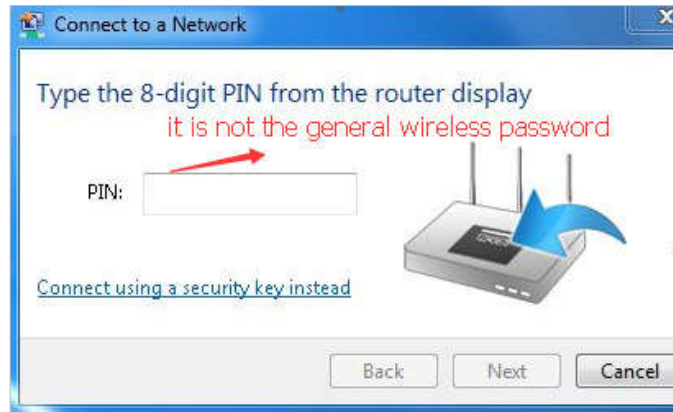 Connect to a Network
X
Type the 8-digit PIN from the router display
it is not the general wireless password
PIN:
Connect using a security key instead
Back
Next
Cancel